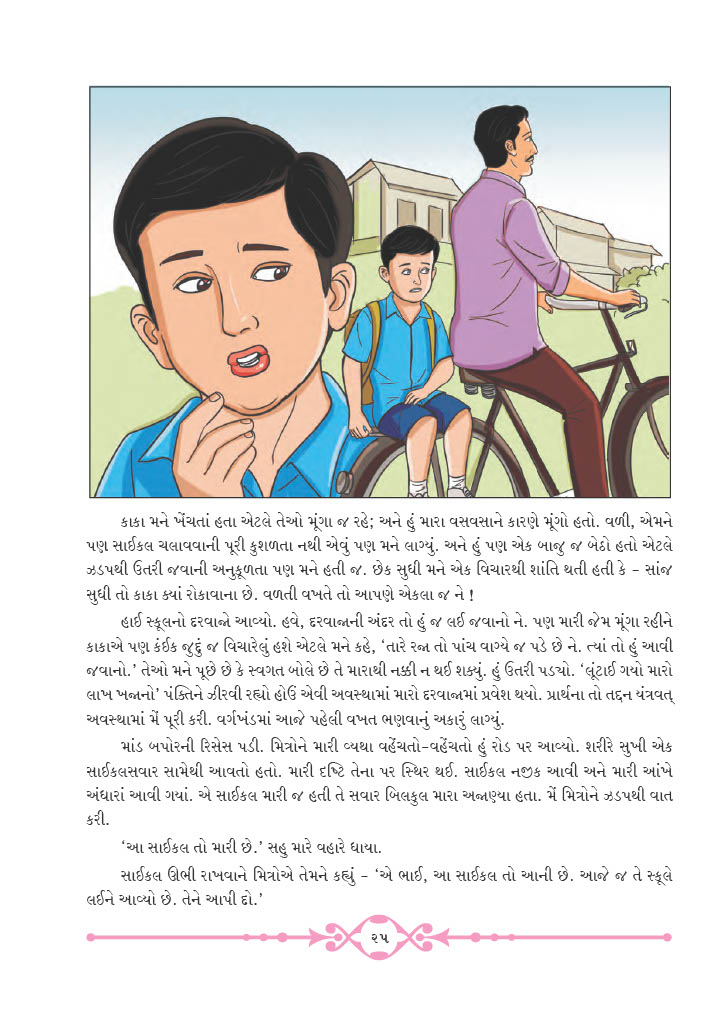 કાકા મને ખેંચતાં હતા એટલે તેઓ મૂંગા જ રહે; અને હું મારા વસવસાને કારણે મૂંગો હતો. વળી, એમને
પણ સાઈકલ ચલાવવાની પૂરી કુશળતા નથી એવું પણ મને લાગ્યું. અને હું પણ એક બાજુ જ બેઠો હતો એટલે
ઝડપથી ઉતરી જવાની અનુકૂળતા પણ મને હતી જ. છેક સુધી મને એક વિચારથી શાંતિ થતી હતી કે – સાંજ
સુધી તો કાકા ક્યાં રોકાવાના છે. વળતી વખતે તો આપણે એકલા જ ને !
હાઈ સ્કૂલનો દરવાજો આવ્યો. હવે, દરવાજાની અંદર તો હું જ લઈ જવાનો ને. પણ મારી જેમ મૂંગા રહીને
કાકાએ પણ કંઈક જુદું જ વિચારેલું હશે એટલે મને કહે, ‘તારે રજા તો પાંચ વાગ્યે જ પડે છે ને. ત્યાં તો હું આવી
જવાનો.’ તેઓ મને પૂછે છે કે સ્વગત બોલે છે તે મારાથી નક્કી ન થઈ શક્યું. હું ઉતરી પડ્યો. ‘લૂંટાઈ ગયો મારો
લાખ ખજાનો’ પંક્તિને ઝીરવી રહ્યો હોઉં એવી અવસ્થામાં મારો દરવાજામાં પ્રવેશ થયો. પ્રાર્થના તો તદ્દન યંત્રવત્
અવસ્થામાં મેં પૂરી કરી. વર્ગખંડમાં આજે પહેલી વખત ભણવાનું અકારું લાગ્યું.
માંડ બપોરની રિસેસ પડી. મિત્રોને મારી વ્યથા વહેંચતો-વહેંચતો હું રોડ પર આવ્યો. શરીરે સુખી એક
સાઈકલસવાર સામેથી આવતો હતો. મારી દૃષ્ટિ તેના પર સ્થિર થઈ. સાઈકલ નજીક આવી અને મારી આંખે
અંધારાં આવી ગયાં. એ સાઈકલ મારી જ હતી તે સવાર બિલકુલ મારા અજાણ્યા હતા. મેં મિત્રોને ઝડપથી વાત
કરી.
‘આ સાઈકલ તો મારી છે.’ સહુ મારે વહારે ધાયા.
સાઈકલ ઊભી રાખવાને મિત્રોએ તેમને કહ્યું – ‘એ ભાઈ, આ સાઈકલ તો આની છે. આજે જ તે સ્કૂલે
લઈને આવ્યો છે. તેને આપી દો.’
૨૫